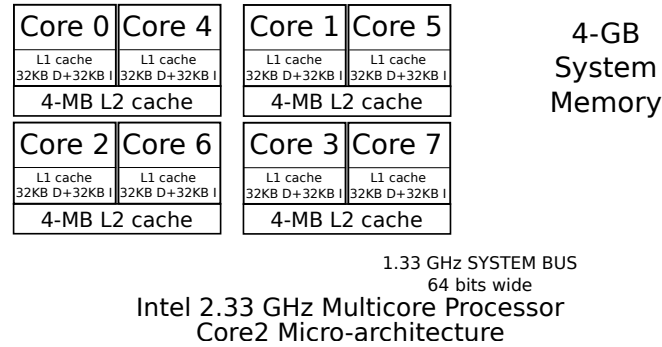 Core 0 Core 4 Core 1 Core 5
L1 cache L1 cache L1 cache L1 cache
32KB D+32KB I 32KB D+32KB I 32KB D+32KB I 32KB D+32KB I
4-MB L2 cache 4-MB L2 cache
4-GB
System
Memory
Core 2 Core 6 Core 3 Core 7
L1 cache L1 cache L1 cache L1 cache
32KB D+32KB I 32KB D+32KB I 32KB D+32KB I 32KB D+32KB I
4-MB L2 cache 4-MB L2 cache
1.33 GHz SYSTEM BUS
64 bits wide
Intel 2.33 GHz Multicore Processor
Core2 Micro-architecture